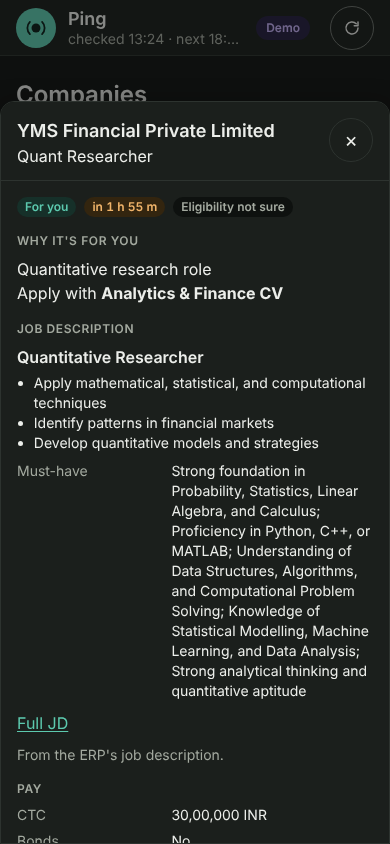 Ping
checked 13:24 · next 18:...
Demo
Companies
YMS Financial Private Limited
Quant Researcher
For you
in 1 h 55 m
Eligibility not sure
WHY IT'S FOR YOU
Quantitative research role
Apply with Analytics & Finance CV
JOB DESCRIPTION
Quantitative Researcher
• Apply mathematical, statistical, and computational
techniques
• Identify patterns in financial markets
• Develop quantitative models and strategies
Must-have
Strong foundation in
Probability, Statistics, Linear
Algebra, and Calculus;
Proficiency in Python, C++, or
MATLAB; Understanding of
Data Structures, Algorithms,
and Computational Problem
Solving; Knowledge of
Statistical Modelling, Machine
Learning, and Data Analysis;
Strong analytical thinking and
quantitative aptitude
Full JD
From the ERP's job description.
PAY
CTC
30,00,000 INR
Bonds
No